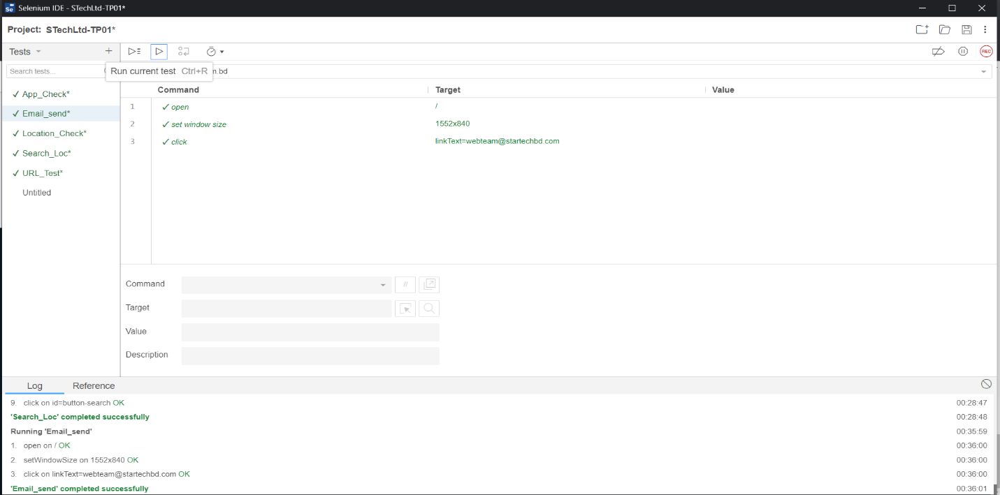 Se Selenium IDE - STechLtd-TP01*
Project: STechLtd-TP01*
Tests
Search tests...
Run current test Ctrl+R
.bd
App_Check*
Email_send*
Location_Check*
Search_Loc*
URL_Test*
Untitled
REC
Command Target Value
1 open /
2 set window size 1552x840
3 click linkText=webteam@startechbd.com
Command //
Target
Value
Description
Log Reference
9. click on id=button-search OK 00:28:47
'Search_Loc' completed successfully 00:28:48
Running 'Email_send' 00:35:59
1. open on / OK 00:36:00
2. setWindowSize on 1552x840 OK 00:36:00
3. click on linkText=webteam@startechbd.com OK 00:36:00
'Email_send' completed successfully 00:36:01